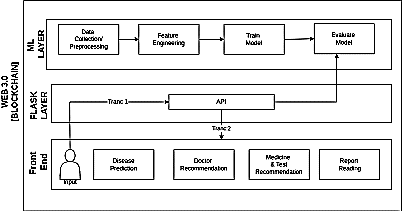 WEB 3.0
[BLOCKCHAIN]
ML
LAYER
Data
Collection/
Preprocessing
Feature
Engineering
Train
Model
Evaluate
Model
FLASK
LAYER
Tranc 1
API
Tranc 2
Front
End
Input
Disease
Prediction
Doctor
Recommendation
Medicine
& Test
Recommendation
Report
Reading